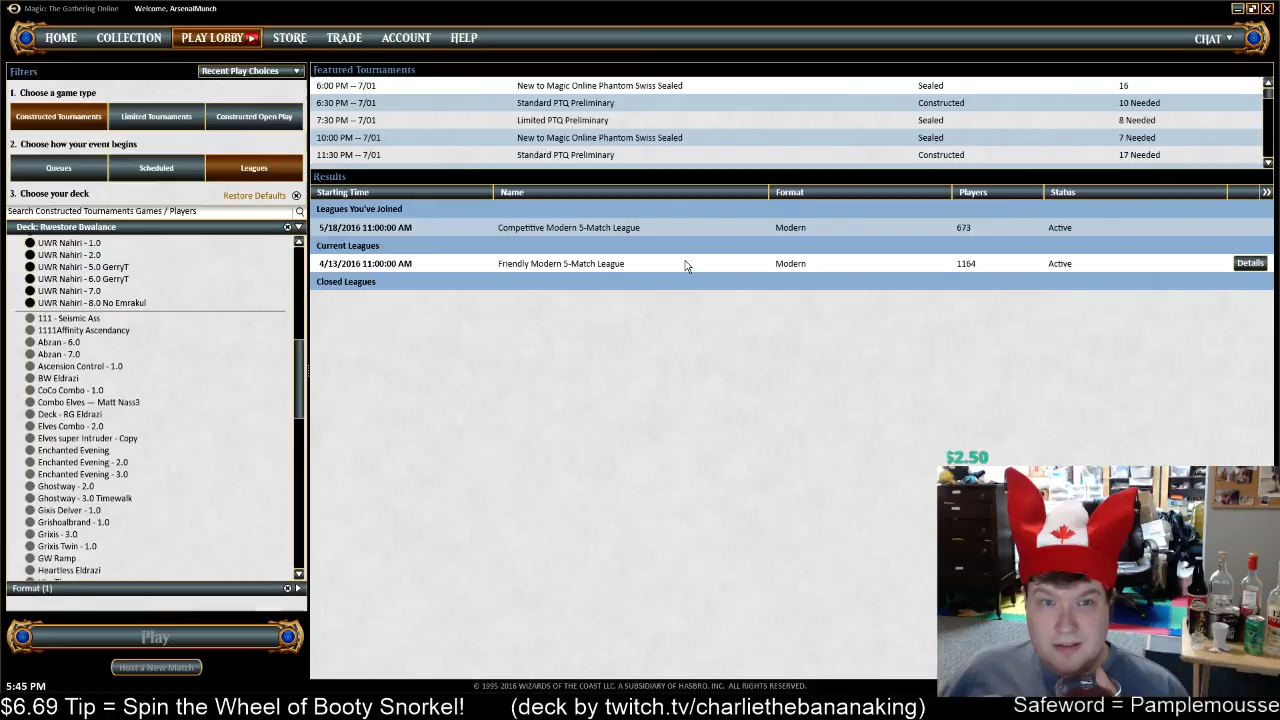 Magic: The Gathering Online Welcome, ArsenalMunch
HOME COLLECTION PLAY LOBBY STORE TRADE ACCOUNT HELP CHAT
Filters Recent Play Choices
1. Choose a game type
Constructed Tournaments Limited Tournaments Constructed Open Play
2. Choose how your event begins
Queues Scheduled Leagues
3. Choose your deck Restore Defaults
Search Constructed Tournaments Games / Players
Deck: Rwestore Bwalance
UWR Nahiri - 1.0
UWR Nahiri - 2.0
UWR Nahiri - 5.0 GerryT
UWR Nahiri - 6.0 GerryT
UWR Nahiri - 7.0
UWR Nahiri - 8.0 No Emrakul
111 - Seismic Ass
1111Affinity Ascendancy
Abzan - 6.0
Abzan - 7.0
Ascension Control - 1.0
BW Eldrazi
CoCo Combo - 1.0
Combo Elves — Matt Nass3
Deck - RG Eldrazi
Elves Combo - 2.0
Elves super Intruder - Copy
Enchanted Evening
Enchanted Evening - 2.0
Enchanted Evening - 3.0
Ghostway - 2.0
Ghostway - 3.0 Timewalk
Gixis Delver - 1.0
Grishoalbrand - 1.0
Grixis - 3.0
Grixis Twin - 1.0
GW Ramp
Heartless Eldrazi
Format (1)
Play
Host a New Match
5:45 PM
Featured Tournaments
6:00 PM -- 7/01 New to Magic Online Phantom Swiss Sealed Sealed 16
6:30 PM -- 7/01 Standard PTQ Preliminary Constructed 10 Needed
7:30 PM -- 7/01 Limited PTQ Preliminary Sealed 8 Needed
10:00 PM -- 7/01 New to Magic Online Phantom Swiss Sealed Sealed 7 Needed
11:30 PM -- 7/01 Standard PTQ Preliminary Constructed 17 Needed
Results
Starting Time Name Format Players Status
Leagues You've Joined
5/18/2016 11:00:00 AM Competitive Modern 5-Match League Modern 673 Active
Current Leagues
4/13/2016 11:00:00 AM Friendly Modern 5-Match League Modern 1164 Active Details
Closed Leagues
$2.50
© 1995-2016 WIZARDS OF THE COAST LLC, A SUBSIDIARY OF HASBRO, INC. ALL RIGHTS RESERVED.
$6.69 Tip = Spin the Wheel of Booty Snorkel! (deck by twitch.tv/charliethebananaking) Safeword = Pamplemousse